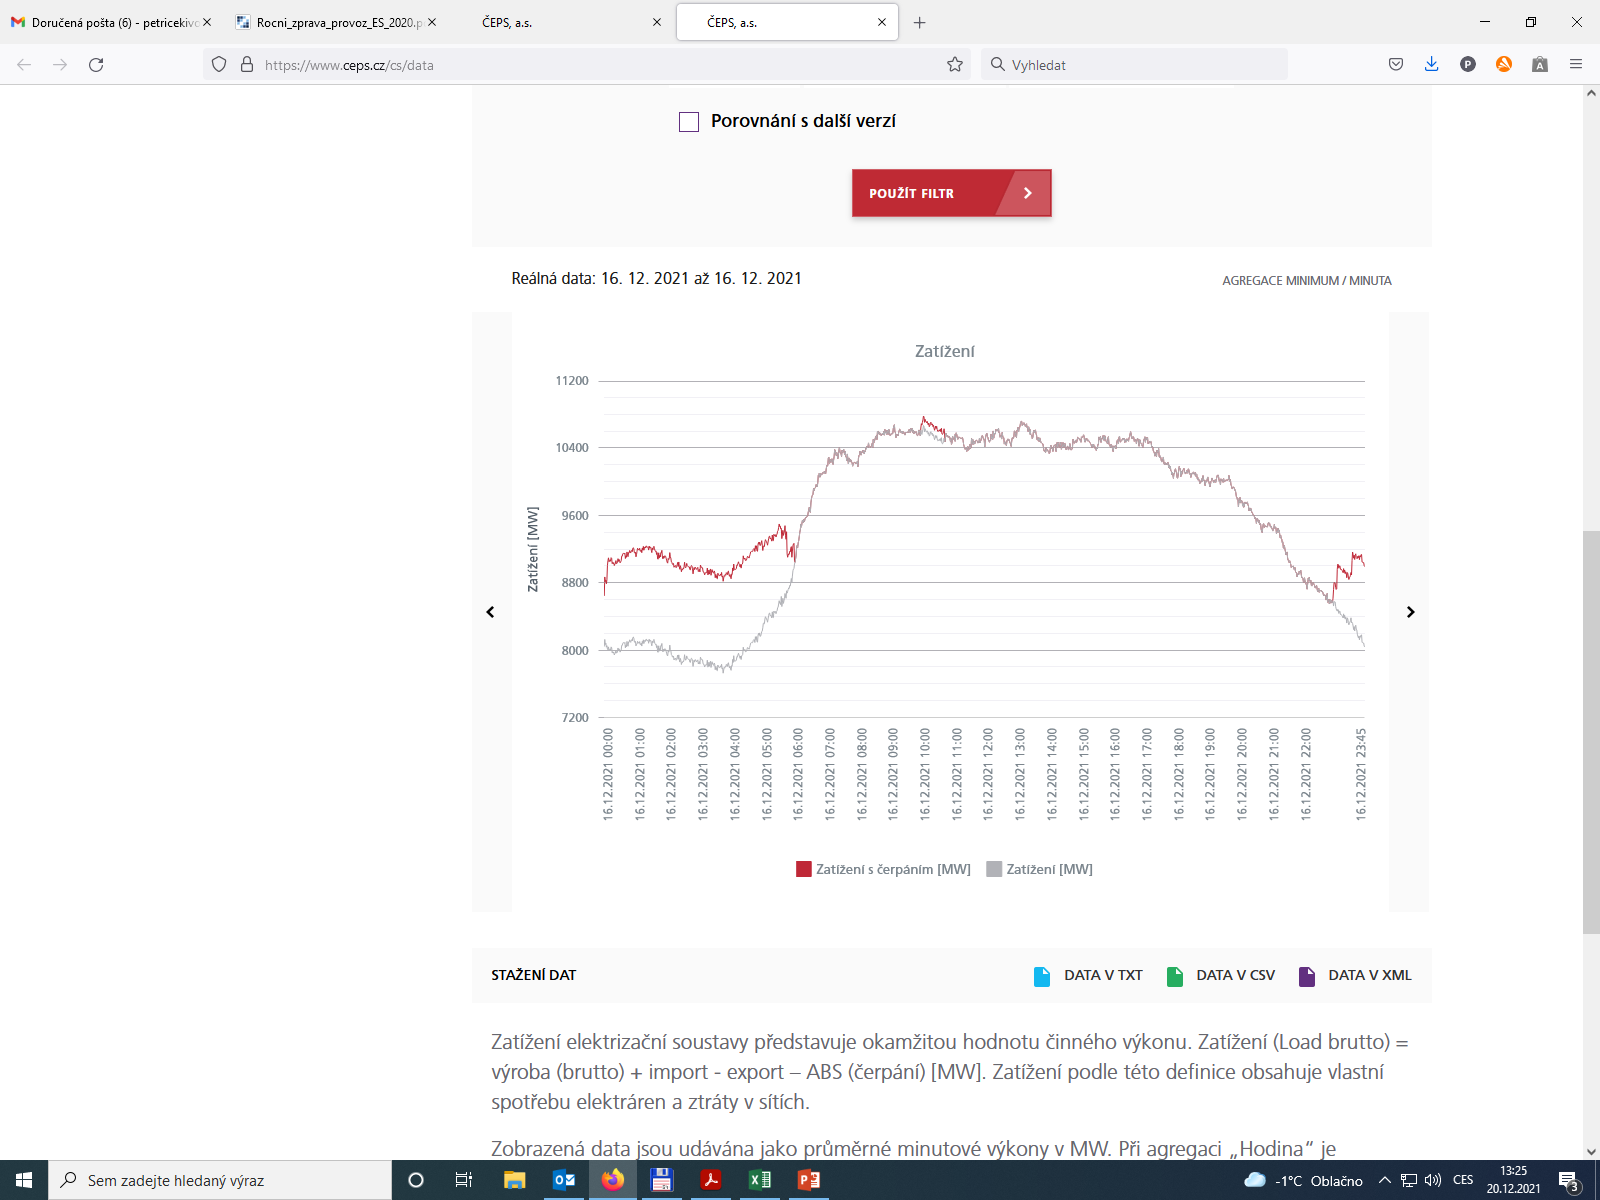 Doručená pošta (6) - petricekivo
Rocni_zprava_provoz_ES_2020.p
ČEPS, a.s.
ČEPS, a.s.
https://www.ceps.cz/cs/data
Vyhledat
Porovnání s další verzí
POUŽÍT FILTR
Reálná data: 16. 12. 2021 až 16. 12. 2021
AGREGACE MINIMUM / MINUTA
Zatížení
Zatížení [MW]
11200
10400
9600
8800
8000
7200
16.12.2021 00:00
16.12.2021 01:00
16.12.2021 02:00
16.12.2021 03:00
16.12.2021 04:00
16.12.2021 05:00
16.12.2021 06:00
16.12.2021 07:00
16.12.2021 08:00
16.12.2021 09:00
16.12.2021 10:00
16.12.2021 11:00
16.12.2021 12:00
16.12.2021 13:00
16.12.2021 14:00
16.12.2021 15:00
16.12.2021 16:00
16.12.2021 17:00
16.12.2021 18:00
16.12.2021 19:00
16.12.2021 20:00
16.12.2021 21:00
16.12.2021 22:00
16.12.2021 23:45
Zatížení s čerpáním [MW] Zatížení [MW]
STAŽENÍ DAT
DATA V TXT DATA V CSV DATA V XML
Zatížení elektrizační soustavy představuje okamžitou hodnotu činného výkonu. Zatížení (Load brutto) =
výroba (brutto) + import - export – ABS (čerpání) [MW]. Zatížení podle této definice obsahuje vlastní
spotřebu elektráren a ztráty v sítích.
Zobrazená data jsou udávána jako průměrné minutové výkony v MW. Při agregaci „Hodina“ je
Sem zadejte hledaný výraz
-1°C Oblačno
CES
13:25
20.12.2021
3